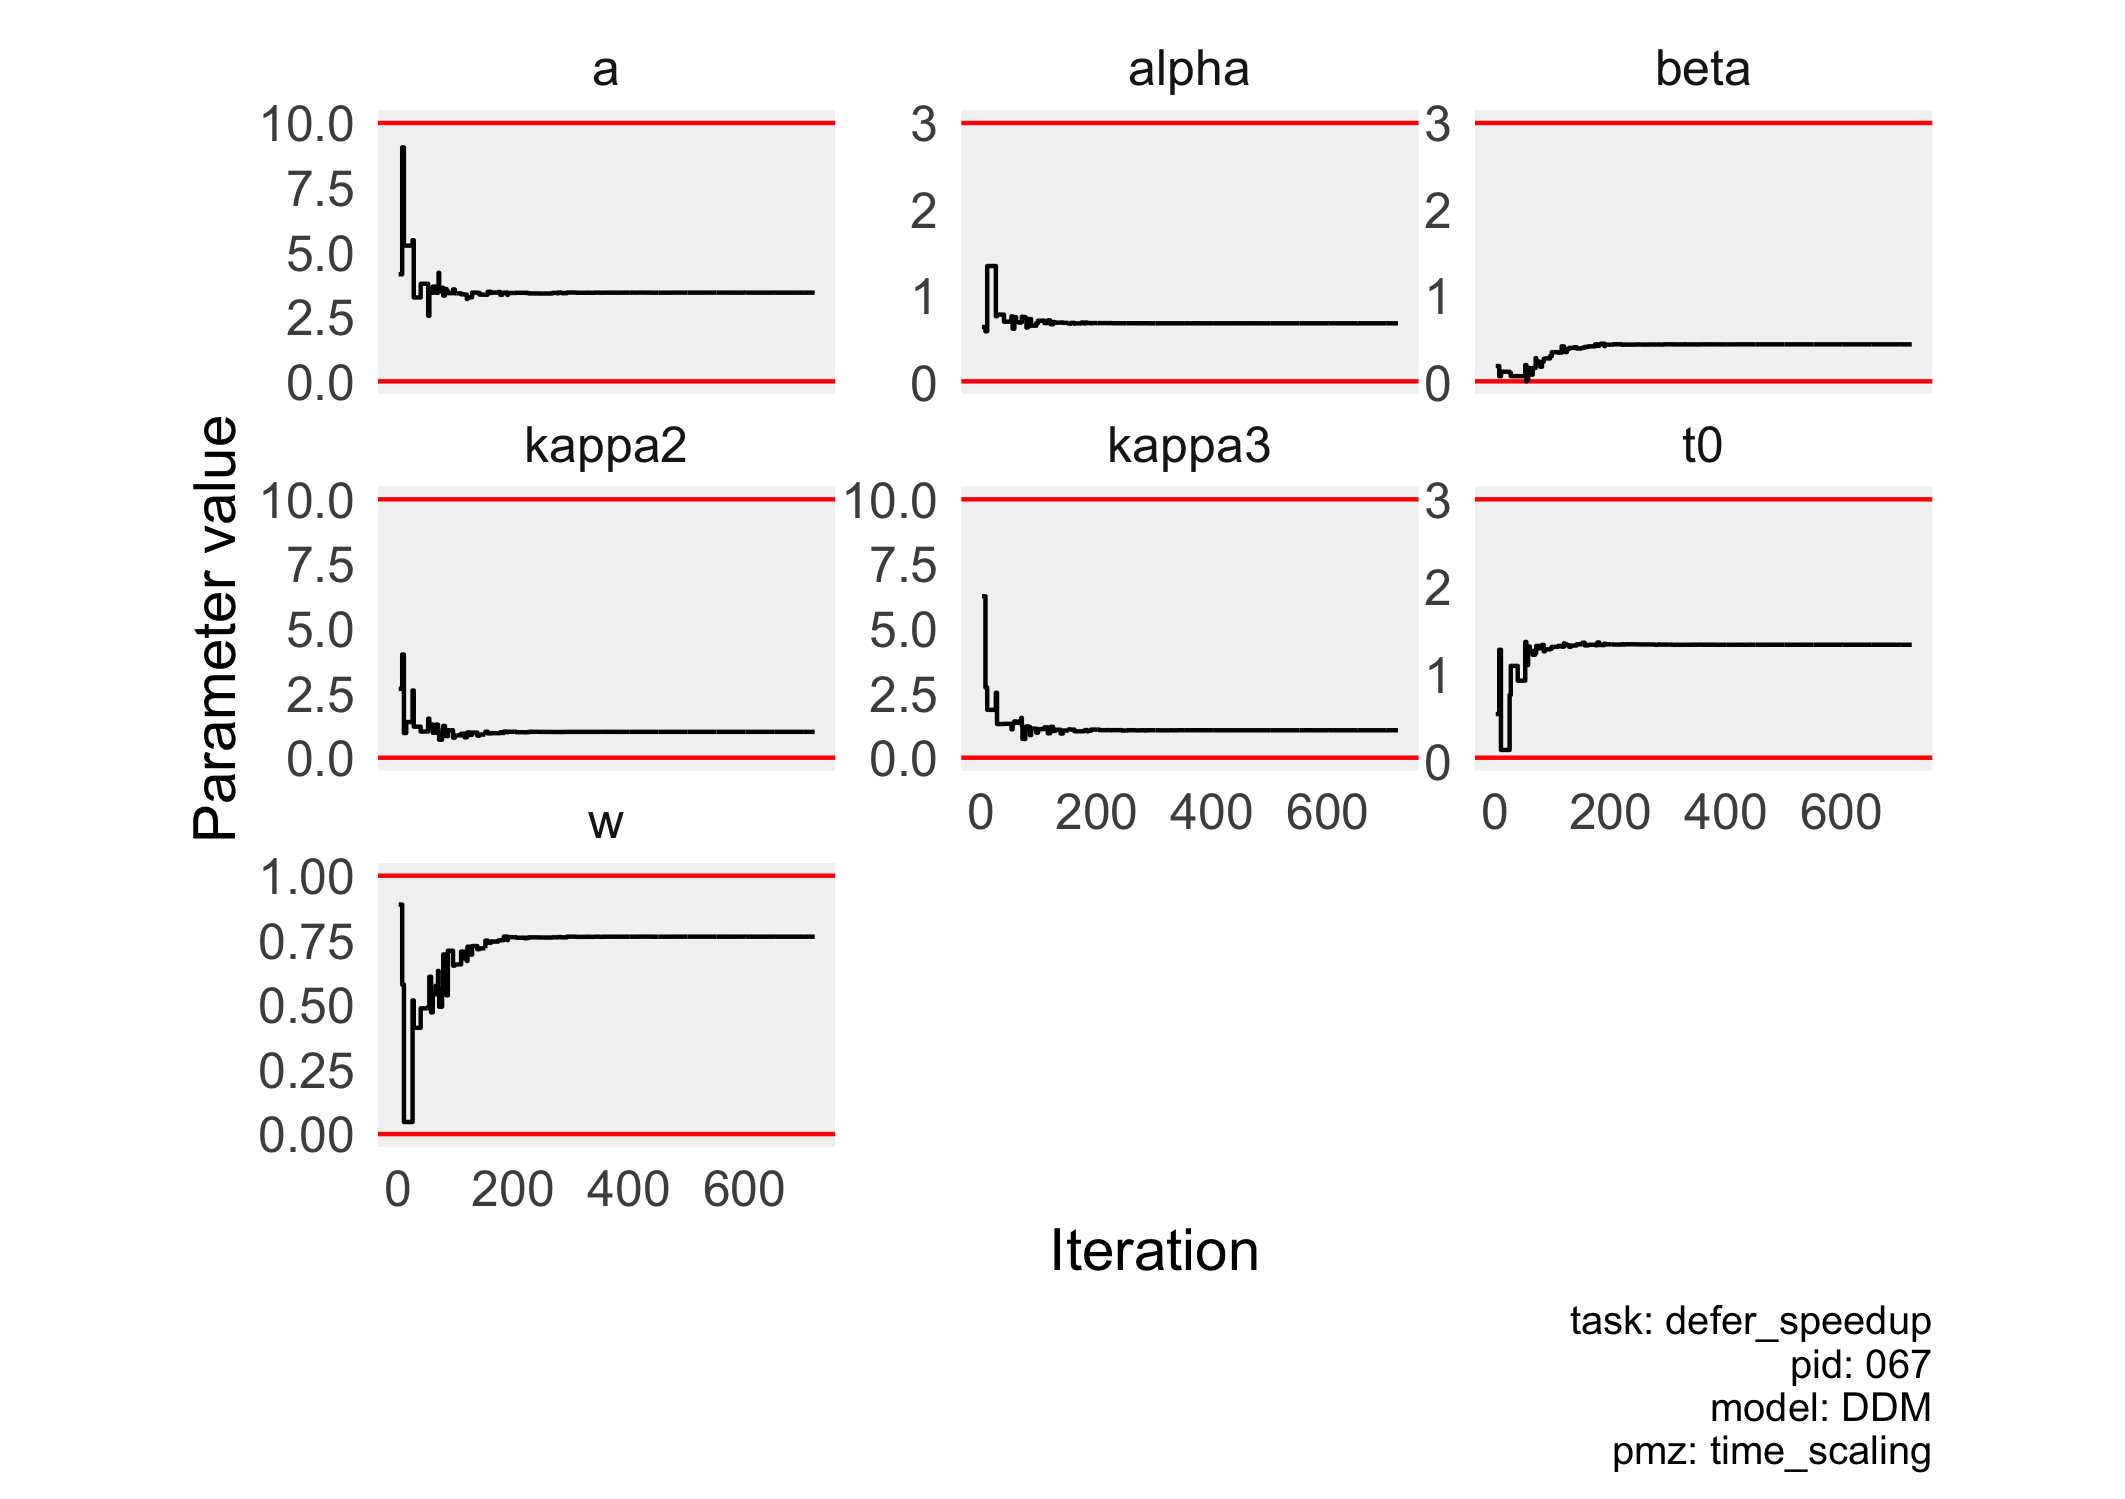 a
alpha
beta
10.0
7.5
5.0
2.5
0.0
3
2
1
0
3
2
1
0
kappa2
kappa3
t0
10.0
7.5
5.0
2.5
0.0
10.0
7.5
5.0
2.5
0.0
3
2
1
0
0 200 400 600
0 200 400 600
w
1.00
0.75
0.50
0.25
0.00
0 200 400 600
Parameter value
Iteration
task: defer_speedup
pid: 067
model: DDM
pmz: time_scaling